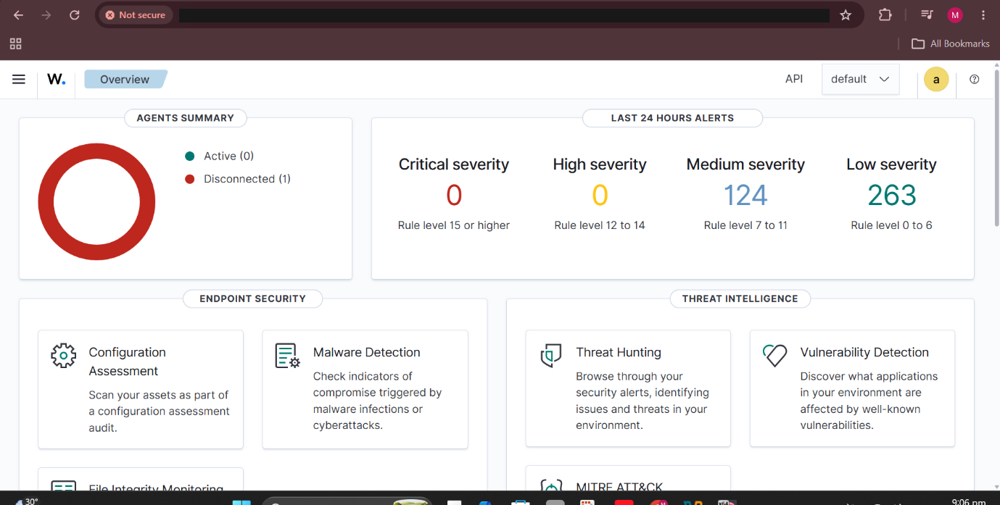 Not secure
M
All Bookmarks
W.
Overview
API
default
a
AGENTS SUMMARY
Active (0)
Disconnected (1)
LAST 24 HOURS ALERTS
Critical severity
0
Rule level 15 or higher
High severity
0
Rule level 12 to 14
Medium severity
124
Rule level 7 to 11
Low severity
263
Rule level 0 to 6
ENDPOINT SECURITY
Configuration
Assessment
Scan your assets as part of
a configuration assessment
audit.
Malware Detection
Check indicators of
compromise triggered by
malware infections or
cyberattacks.
File Integrity Monitoring
THREAT INTELLIGENCE
Threat Hunting
Browse through your
security alerts, identifying
issues and threats in your
environment.
Vulnerability Detection
Discover what applications
in your environment are
affected by well-known
vulnerabilities.
MITRE ATT&CK
30°
9:06 pm